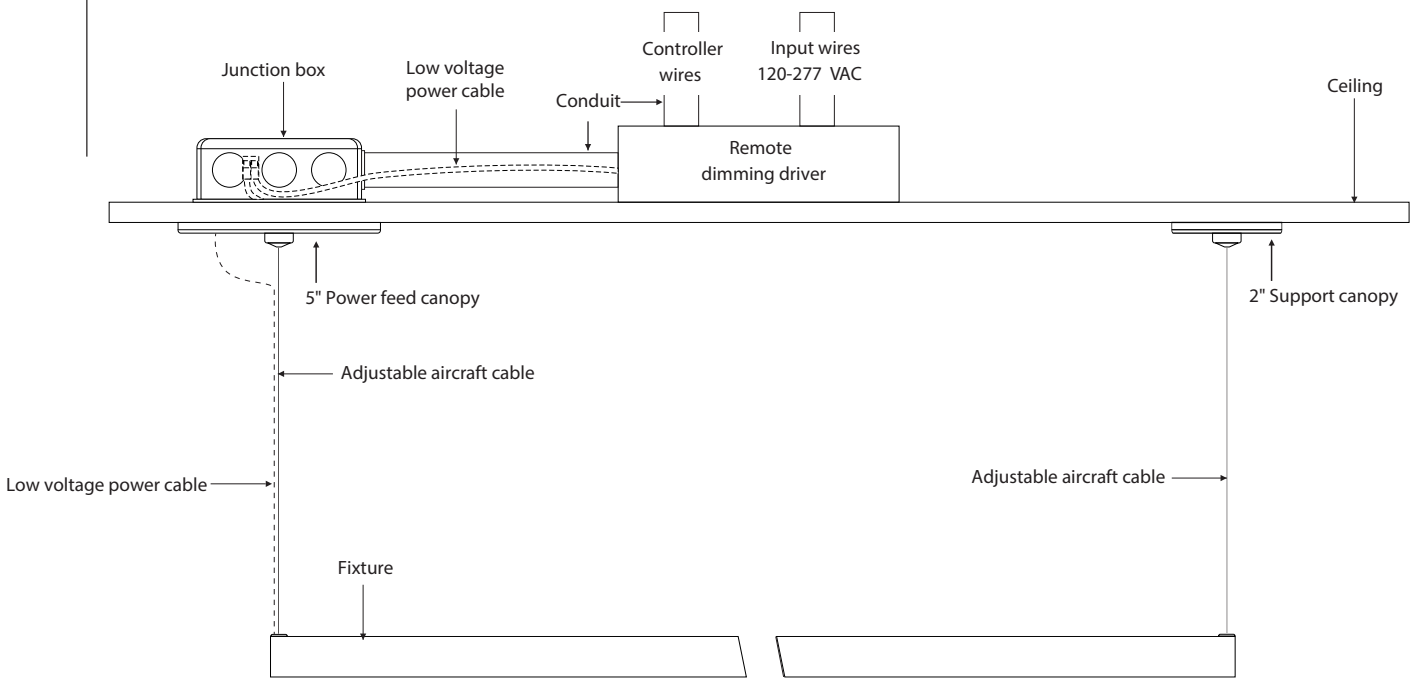 Controller
wires
Input wires
120-277 VAC
Junction box
Low voltage
power cable
Conduit
Ceiling
Remote
dimming driver
5" Power feed canopy
2" Support canopy
Adjustable aircraft cable
Low voltage power cable
Adjustable aircraft cable
Fixture